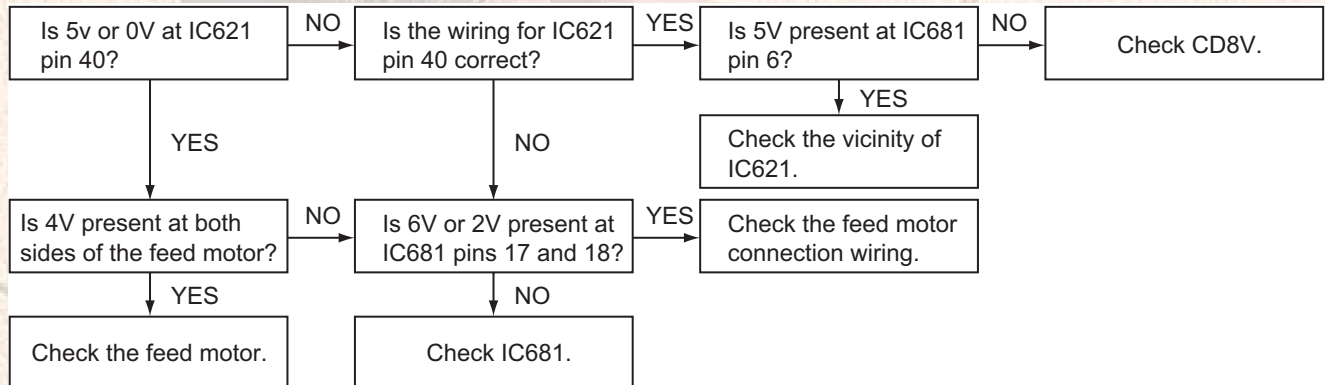 Is 5v or 0V at IC621
pin 40?
NO
Is the wiring for IC621
pin 40 correct?
YES
Is 5V present at IC681
pin 6?
NO
Check CD8V.
YES
NO
YES
Check the vicinity of
IC621.
Is 4V present at both
sides of the feed motor?
NO
Is 6V or 2V present at
IC681 pins 17 and 18?
YES
Check the feed motor
connection wiring.
YES
NO
Check the feed motor.
Check IC681.